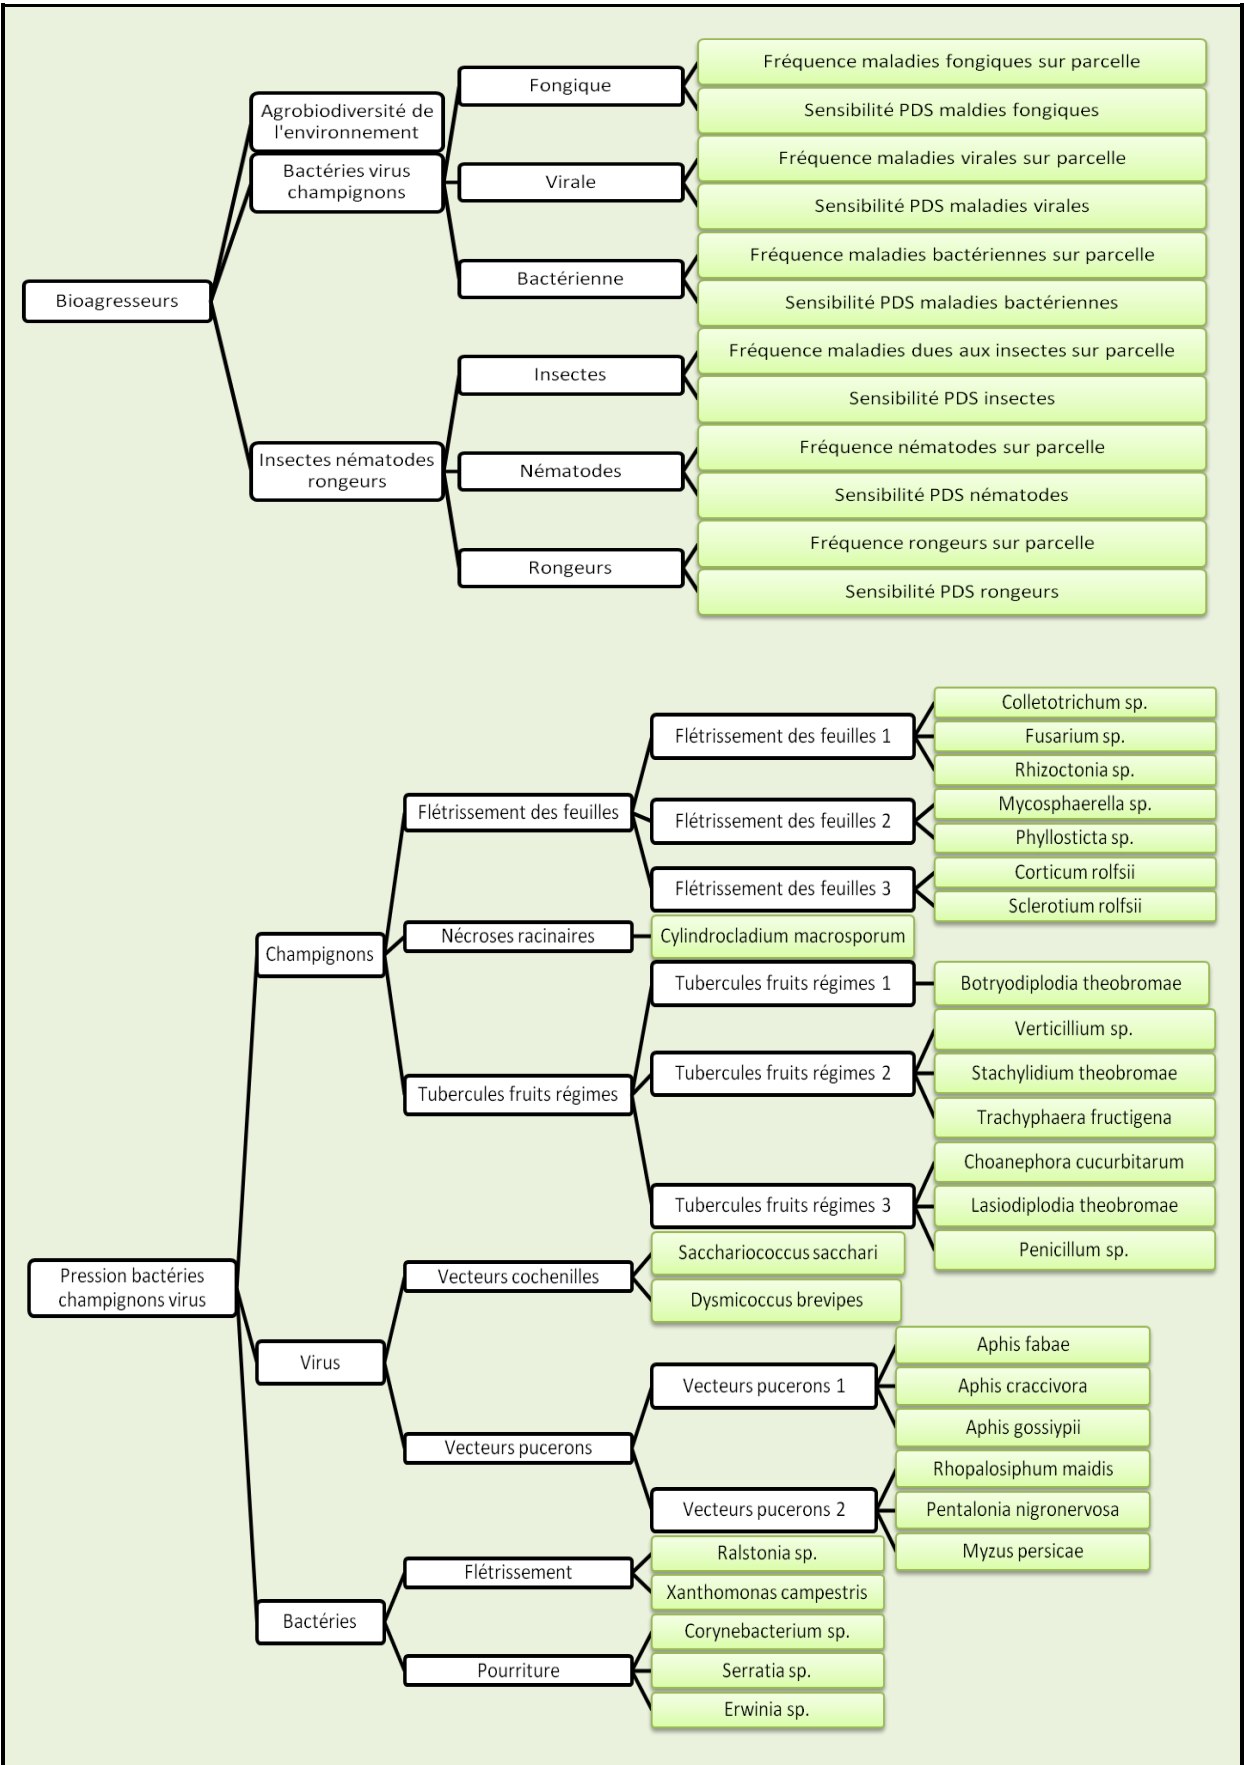 Bioagresseurs
Agrobiodiversité de
l'environnement
Bactéries virus
champignons
Fongique
Fréquence maladies fongiques sur parcelle
Sensibilité PDS maldies fongiques
Virale
Fréquence maladies virales sur parcelle
Sensibilité PDS maladies virales
Bactérienne
Fréquence maladies bactériennes sur parcelle
Sensibilité PDS maladies bactériennes
Insectes nématodes
rongeurs
Insectes
Fréquence maladies dues aux insectes sur parcelle
Sensibilité PDS insectes
Nématodes
Fréquence nématodes sur parcelle
Sensibilité PDS nématodes
Rongeurs
Fréquence rongeurs sur parcelle
Sensibilité PDS rongeurs
Pression bactéries
champignons virus
Champignons
Flétrissement des feuilles
Flétrissement des feuilles 1
Colletotrichum sp.
Fusarium sp.
Rhizoctonia sp.
Flétrissement des feuilles 2
Mycosphaerella sp.
Phyllosticta sp.
Flétrissement des feuilles 3
Corticum rolfsii
Sclerotium rolfsii
Nécroses racinaires
Cylindrocladium macrosporum
Tubercules fruits régimes
Tubercules fruits régimes 1
Botryodiplodia theobromae
Tubercules fruits régimes 2
Verticillium sp.
Stachylidium theobromae
Trachyphaera fructigena
Tubercules fruits régimes 3
Choanephora cucurbitarum
Lasiodiplodia theobromae
Penicillum sp.
Virus
Vecteurs cochenilles
Sacchariococcus sacchari
Dysmicoccus brevipes
Vecteurs pucerons
Vecteurs pucerons 1
Aphis fabae
Aphis craccivora
Aphis gossiypii
Vecteurs pucerons 2
Rhopalosiphum maidis
Pentalonia nigronervosa
Myzus persicae
Bactéries
Flétrissement
Ralstonia sp.
Xanthomonas campestris
Pourriture
Corynebacterium sp.
Serratia sp.
Erwinia sp.